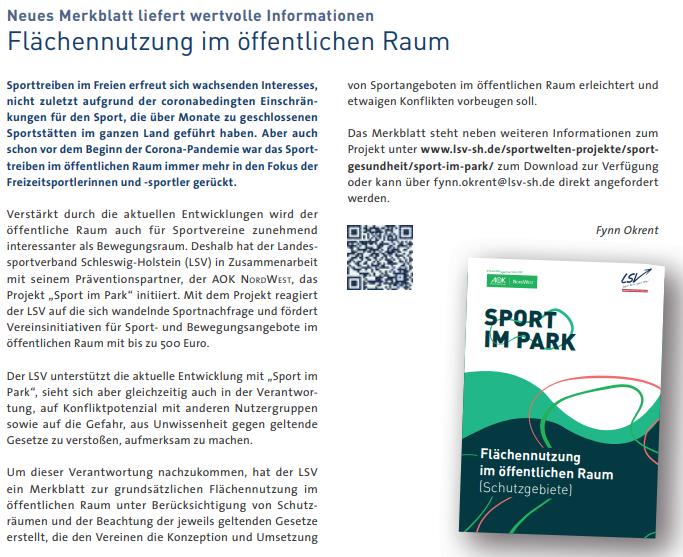 Neues Merkblatt liefert wertvolle Informationen
Flächennutzung im öffentlichen Raum
Sporttreiben im Freien erfreut sich wachsenden Interesses,
nicht zuletzt aufgrund der coronabedingten Einschrän-
kungen für den Sport, die über Monate zu geschlossenen
Sportstätten im ganzen Land geführt haben. Aber auch
schon vor dem Beginn der Corona-Pandemie war das Sport-
treiben im öffentlichen Raum immer mehr in den Fokus der
Freizeitsportlerinnen und -sportler gerückt.
Verstärkt durch die aktuellen Entwicklungen wird der
öffentliche Raum auch für Sportvereine zunehmend
interessanter als Bewegungsraum. Deshalb hat der Landes-
sportverband Schleswig-Holstein (LSV) in Zusammenarbeit
mit seinem Präventionspartner, der AOK NORDWEST, das
Projekt „Sport im Park“ initiiert. Mit dem Projekt reagiert
der LSV auf die sich wandelnde Sportnachfrage und fördert
Vereinsinitiativen für Sport- und Bewegungsangebote im
öffentlichen Raum mit bis zu 500 Euro.
Der LSV unterstützt die aktuelle Entwicklung mit „Sport im
Park“, sieht sich aber gleichzeitig auch in der Verantwor-
tung, auf Konfliktpotenzial mit anderen Nutzergruppen
sowie auf die Gefahr, aus Unwissenheit gegen geltende
Gesetze zu verstoßen, aufmerksam zu machen.
Um dieser Verantwortung nachzukommen, hat der LSV
ein Merkblatt zur grundsätzlichen Flächennutzung im
öffentlichen Raum unter Berücksichtigung von Schutz-
räumen und der Beachtung der jeweils geltenden Gesetze
erstellt, die den Vereinen die Konzeption und Umsetzung
von Sportangeboten im öffentlichen Raum erleichtert und
etwaigen Konflikten vorbeugen soll.
Das Merkblatt steht neben weiteren Informationen zum
Projekt unter www.lsv-sh.de/sportwelten-projekte/sport-
gesundheit/sport-im-park/ zum Download zur Verfügung
oder kann über fynn.okrent@lsv-sh.de direkt angefordert
werden.
Fynn Okrent
AOK NORDWEST
LSV
SPORT
IM PARK
Flächennutzung
im öffentlichen Raum
(Schutzgebiete)